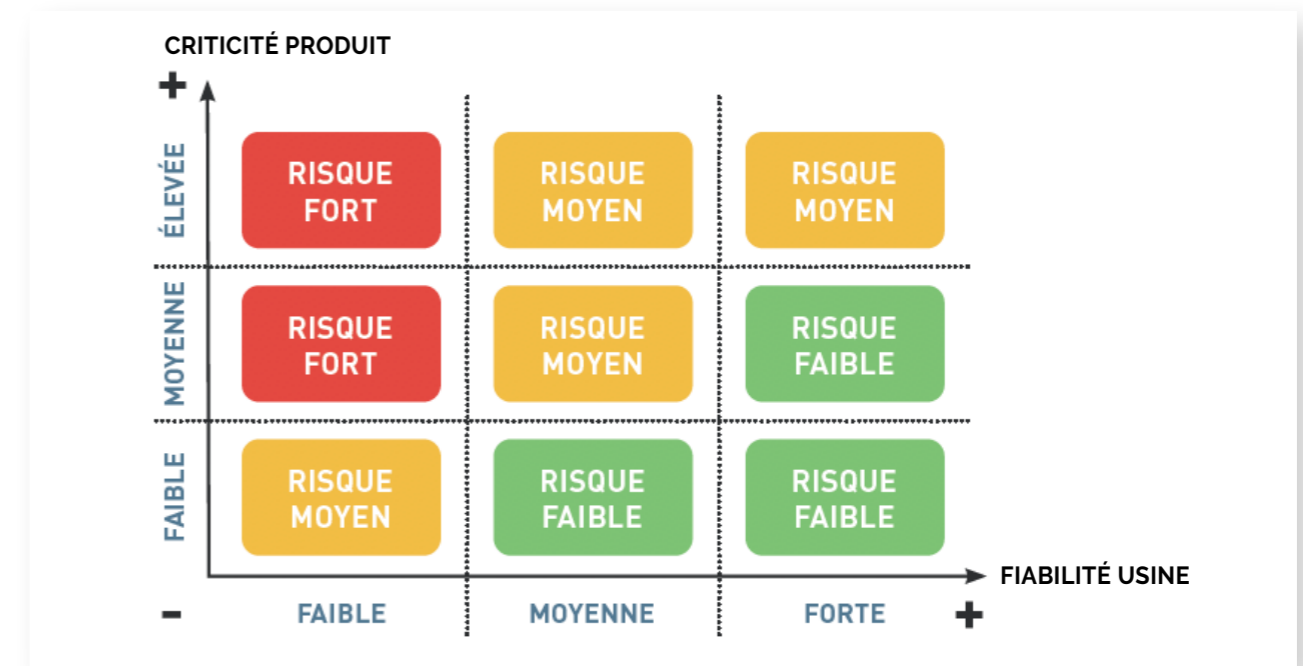 CRITICITÉ PRODUIT
+
ÉLEVÉE
RISQUE
FORT
RISQUE
MOYEN
RISQUE
MOYEN
MOYENNE
RISQUE
FORT
RISQUE
MOYEN
RISQUE
FAIBLE
FAIBLE
RISQUE
MOYEN
RISQUE
FAIBLE
RISQUE
FAIBLE
FIABILITÉ USINE
-
FAIBLE
MOYENNE
FORTE
+